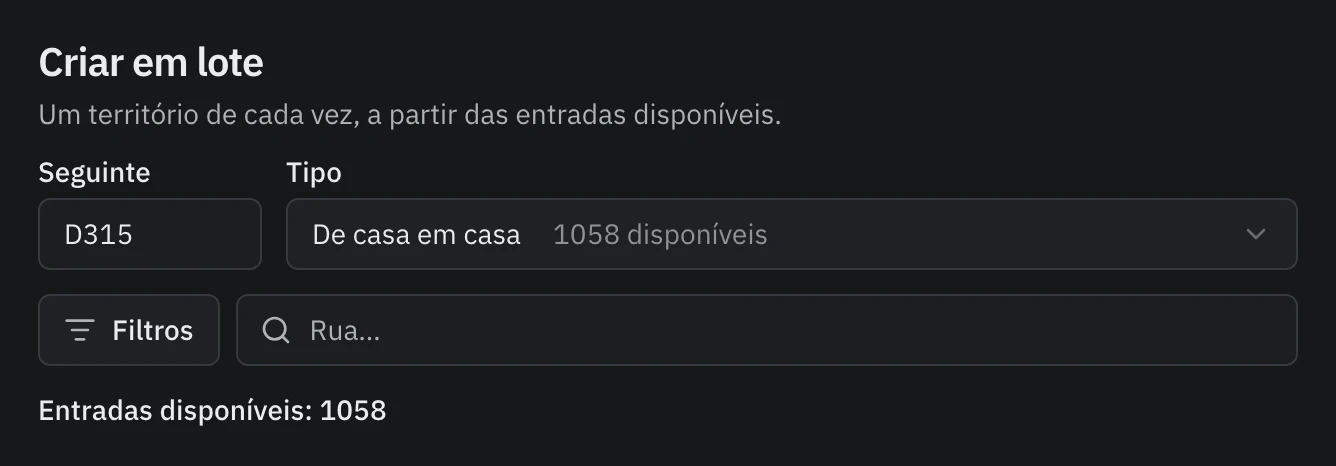 Criar em lote
Um território de cada vez, a partir das entradas disponíveis.
Seguinte
Tipo
D315
De casa em casa 1058 disponíveis
Filtros
Rua...
Entradas disponíveis: 1058